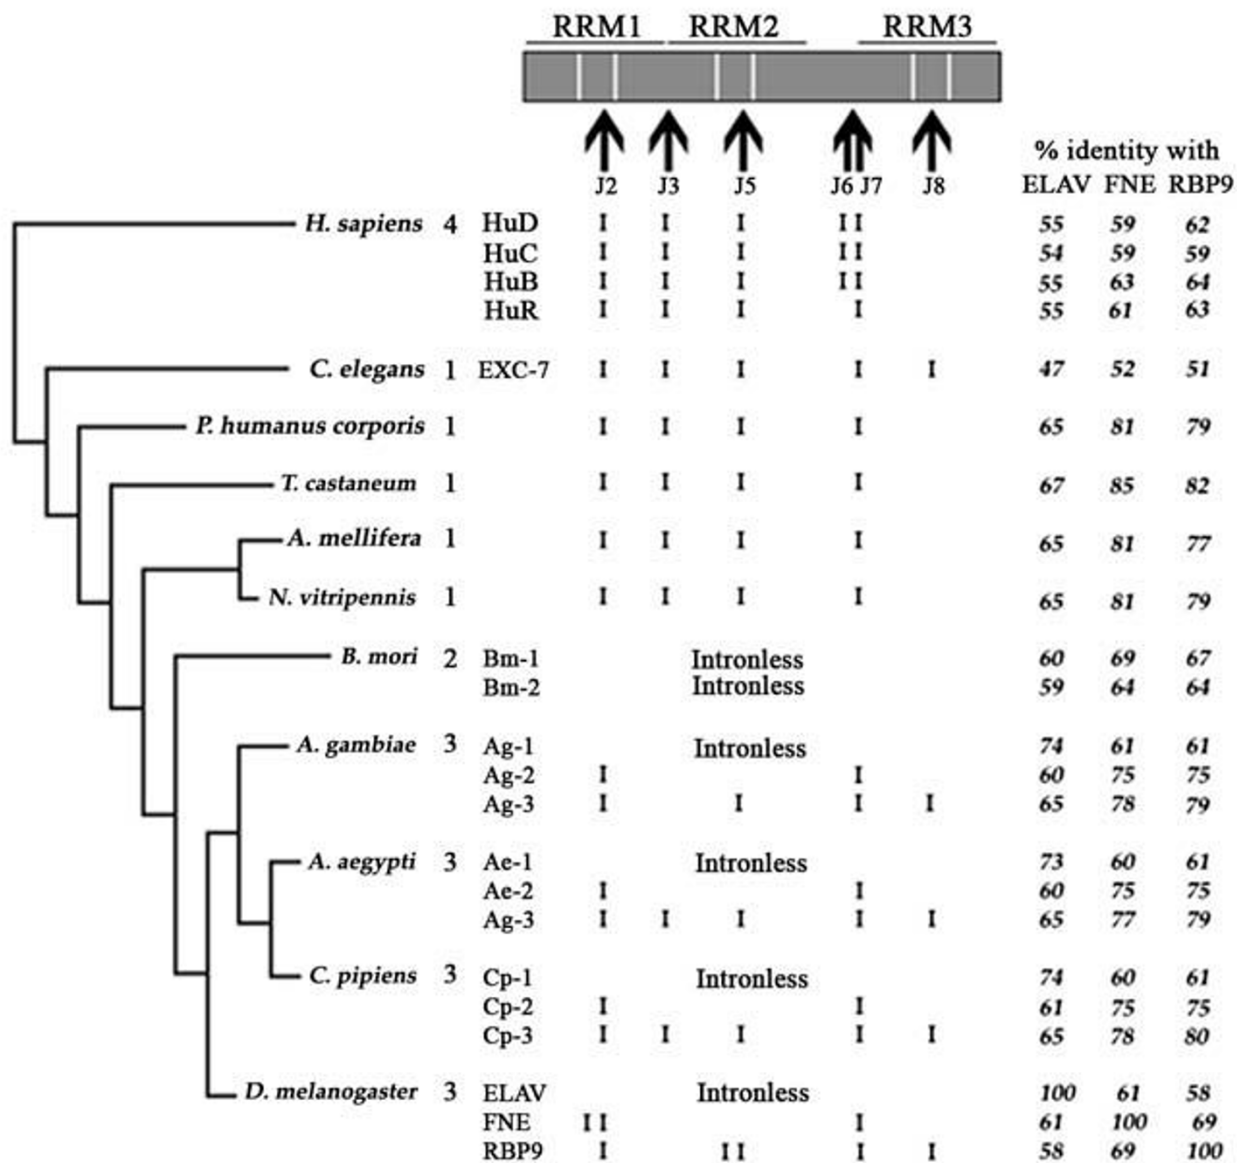 RRM1 RRM2 RRM3
% identity with
J2 J3 J5 J6 J7 J8 ELAV FNE RBP9
H. sapiens 4 HuD I I I I I 55 59 62
HuC I I I I I 54 59 59
HuB I I I I I 55 63 64
HuR I I I I 55 61 63
C. elegans 1 EXC-7 I I I I I 47 52 51
P. humanus corporis 1 I I I I 65 81 79
T. castaneum 1 I I I I 67 85 82
A. mellifera 1 I I I I 65 81 77
N. vitripennis 1 I I I I 65 81 79
B. mori 2 Bm-1 Intronless 60 69 67
Bm-2 Intronless 59 64 64
A. gambiae 3 Ag-1 Intronless 74 61 61
Ag-2 I I 60 75 75
Ag-3 I I I I 65 78 79
A. aegypti 3 Ae-1 Intronless 73 60 61
Ae-2 I I 60 75 75
Ag-3 I I I I I 65 77 79
C. pipiens 3 Cp-1 Intronless 74 60 61
Cp-2 I I 61 75 75
Cp-3 I I I I I 65 78 80
D. melanogaster 3 ELAV Intronless 100 61 58
FNE I I I 61 100 69
RBP9 I I I I I 58 69 100